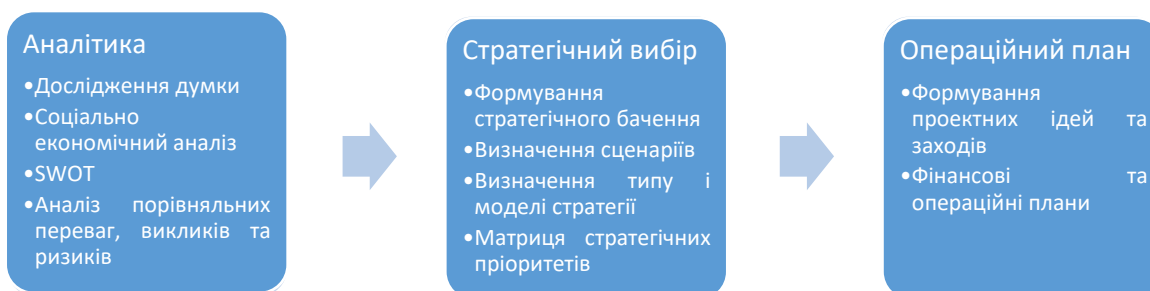 Аналітика
•Дослідження думки
•Соціально
економічний аналіз
•SWOT
•Аналіз порівняльних
переваг, викликів та
ризиків
Стратегічний вибір
•Формування
стратегічного бачення
•Визначення сценаріїв
•Визначення типу і
моделі стратегії
•Матриця стратегічних
пріоритетів
Операційний план
•Формування
проектних ідей та
заходів
•Фінансові та
операційні плани